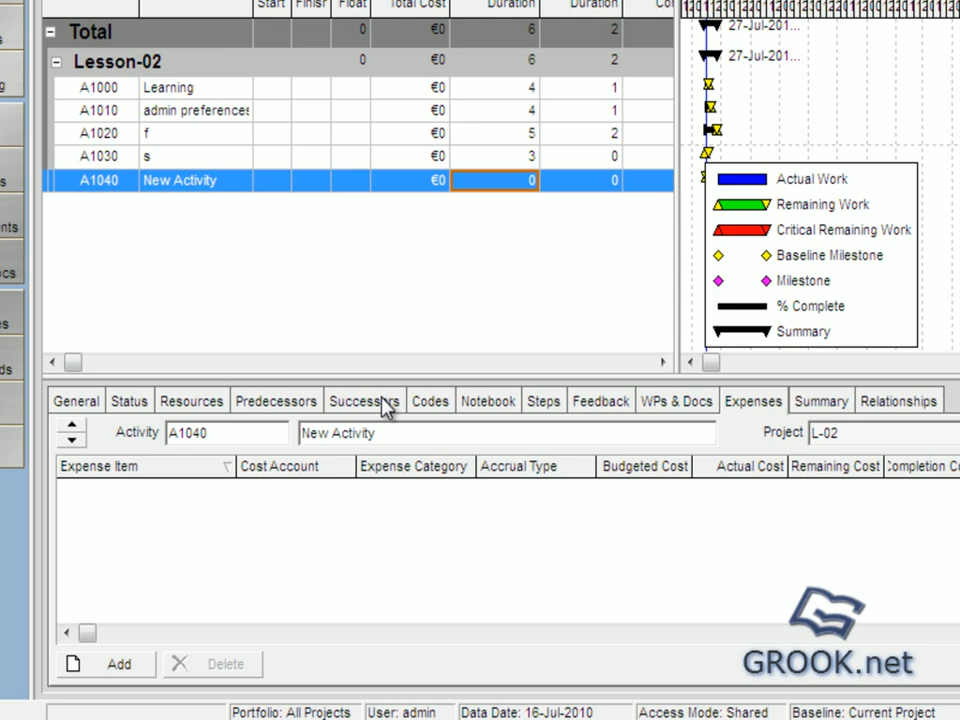 Start Finish Float Total Cost Duration Duration
Total 0 €0 6 2 27-Jul-201...
Lesson-02 0 €0 6 2 27-Jul-201...
A1000 Learning €0 4 1
A1010 admin preferences €0 4 1
A1020 f €0 5 2
A1030 s €0 3 0
A1040 New Activity €0 0 0
Actual Work
Remaining Work
Critical Remaining Work
Baseline Milestone
Milestone
% Complete
Summary
General Status Resources Predecessors Successors Codes Notebook Steps Feedback WPs & Docs Expenses Summary Relationships
Activity A1040 New Activity Project L-02
Expense Item Cost Account Expense Category Accrual Type Budgeted Cost Actual Cost Remaining Cost
GROOK.net
Add Delete
Portfolio: All Projects User: admin Data Date: 16-Jul-2010 Access Mode: Shared Baseline: Current Project